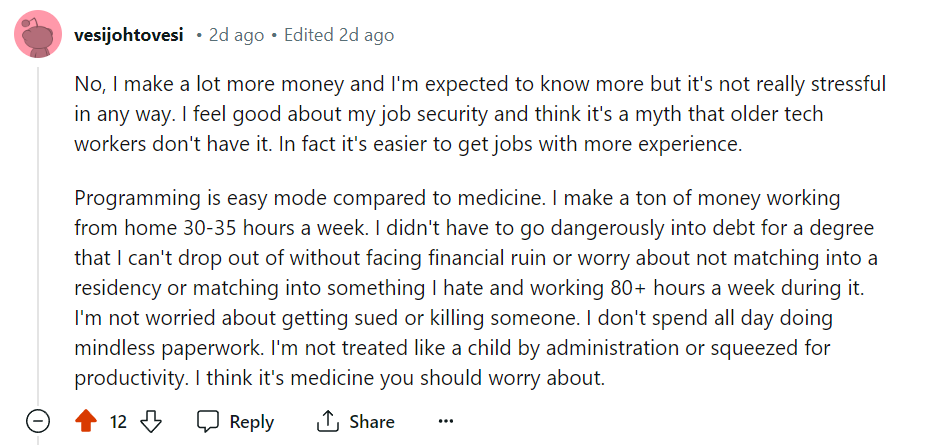 vesijohtovesi • 2d ago • Edited 2d ago
No, I make a lot more money and I'm expected to know more but it's not really stressful
in any way. I feel good about my job security and think it's a myth that older tech
workers don't have it. In fact it's easier to get jobs with more experience.
Programming is easy mode compared to medicine. I make a ton of money working
from home 30-35 hours a week. I didn't have to go dangerously into debt for a degree
that I can't drop out of without facing financial ruin or worry about not matching into a
residency or matching into something I hate and working 80+ hours a week during it.
I'm not worried about getting sued or killing someone. I don't spend all day doing
mindless paperwork. I'm not treated like a child by administration or squeezed for
productivity. I think it's medicine you should worry about.
12 Reply Share ...